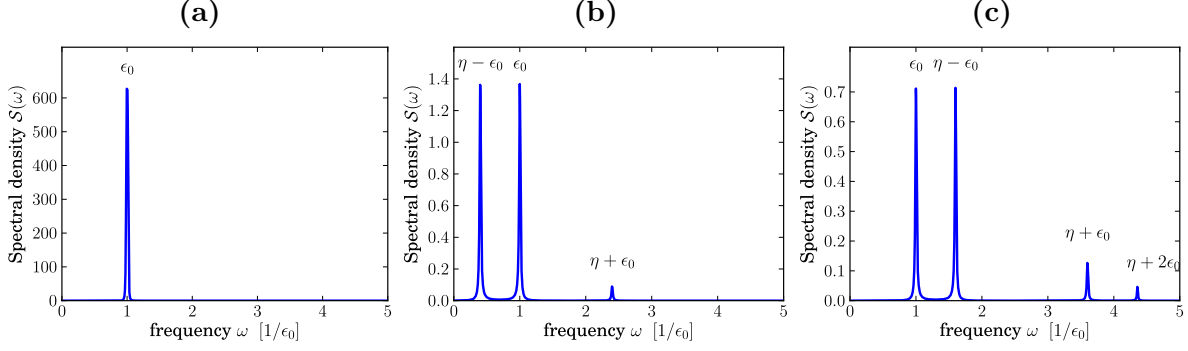 (a)
(b)
(c)
Spectral density 𝒮(ω)
600
500
400
300
200
100
0
ϵ₀
0 1 2 3 4 5
frequency ω [1/ϵ₀]
Spectral density 𝒮(ω)
1.4
1.2
1.0
0.8
0.6
0.4
0.2
0.0
η − ϵ₀ ϵ₀
η + ϵ₀
0 1 2 3 4 5
frequency ω [1/ϵ₀]
Spectral density 𝒮(ω)
0.7
0.6
0.5
0.4
0.3
0.2
0.1
0.0
ϵ₀ η − ϵ₀
η + ϵ₀
η + 2ϵ₀
0 1 2 3 4 5
frequency ω [1/ϵ₀]